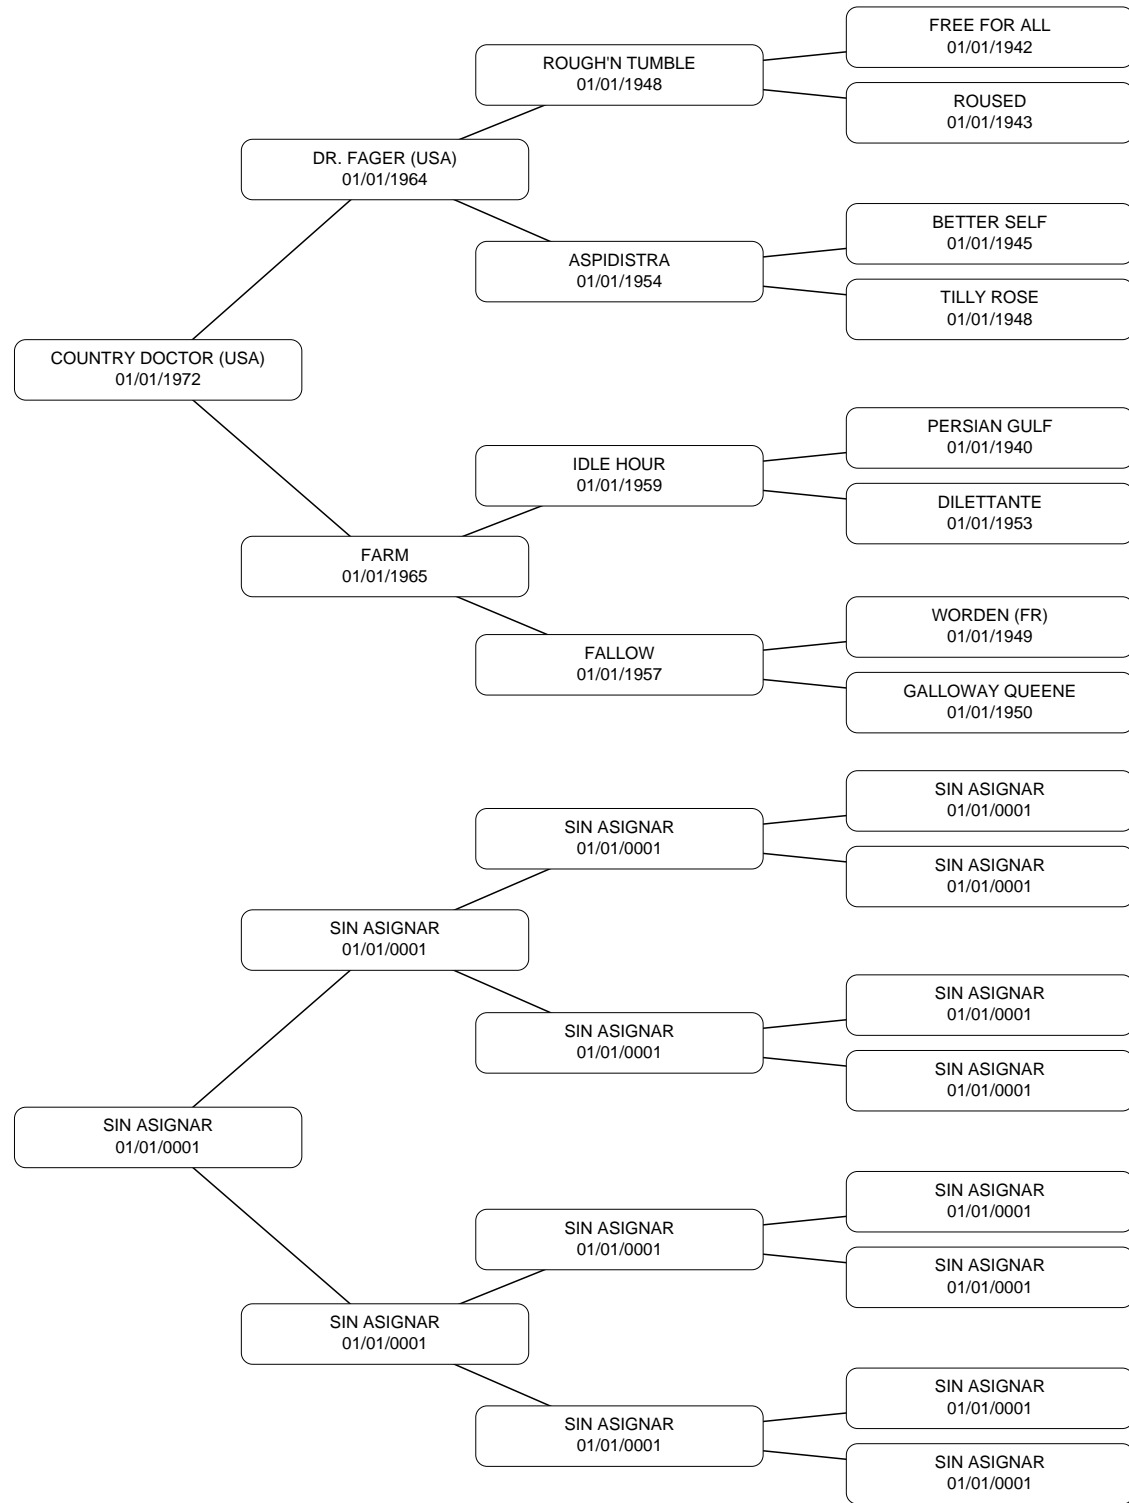 FREE FOR ALL
01/01/1942
ROUGH'N TUMBLE
01/01/1948
ROUSED
01/01/1943
DR. FAGER (USA)
01/01/1964
BETTER SELF
01/01/1945
ASPIDISTRA
01/01/1954
TILLY ROSE
01/01/1948
COUNTRY DOCTOR (USA)
01/01/1972
PERSIAN GULF
01/01/1940
IDLE HOUR
01/01/1959
DILETTANTE
01/01/1953
FARM
01/01/1965
WORDEN (FR)
01/01/1949
FALLOW
01/01/1957
GALLOWAY QUEENE
01/01/1950
SIN ASIGNAR
01/01/0001
SIN ASIGNAR
01/01/0001
SIN ASIGNAR
01/01/0001
SIN ASIGNAR
01/01/0001
SIN ASIGNAR
01/01/0001
SIN ASIGNAR
01/01/0001
SIN ASIGNAR
01/01/0001
SIN ASIGNAR
01/01/0001
SIN ASIGNAR
01/01/0001
SIN ASIGNAR
01/01/0001
SIN ASIGNAR
01/01/0001
SIN ASIGNAR
01/01/0001
SIN ASIGNAR
01/01/0001
SIN ASIGNAR
01/01/0001
SIN ASIGNAR
01/01/0001